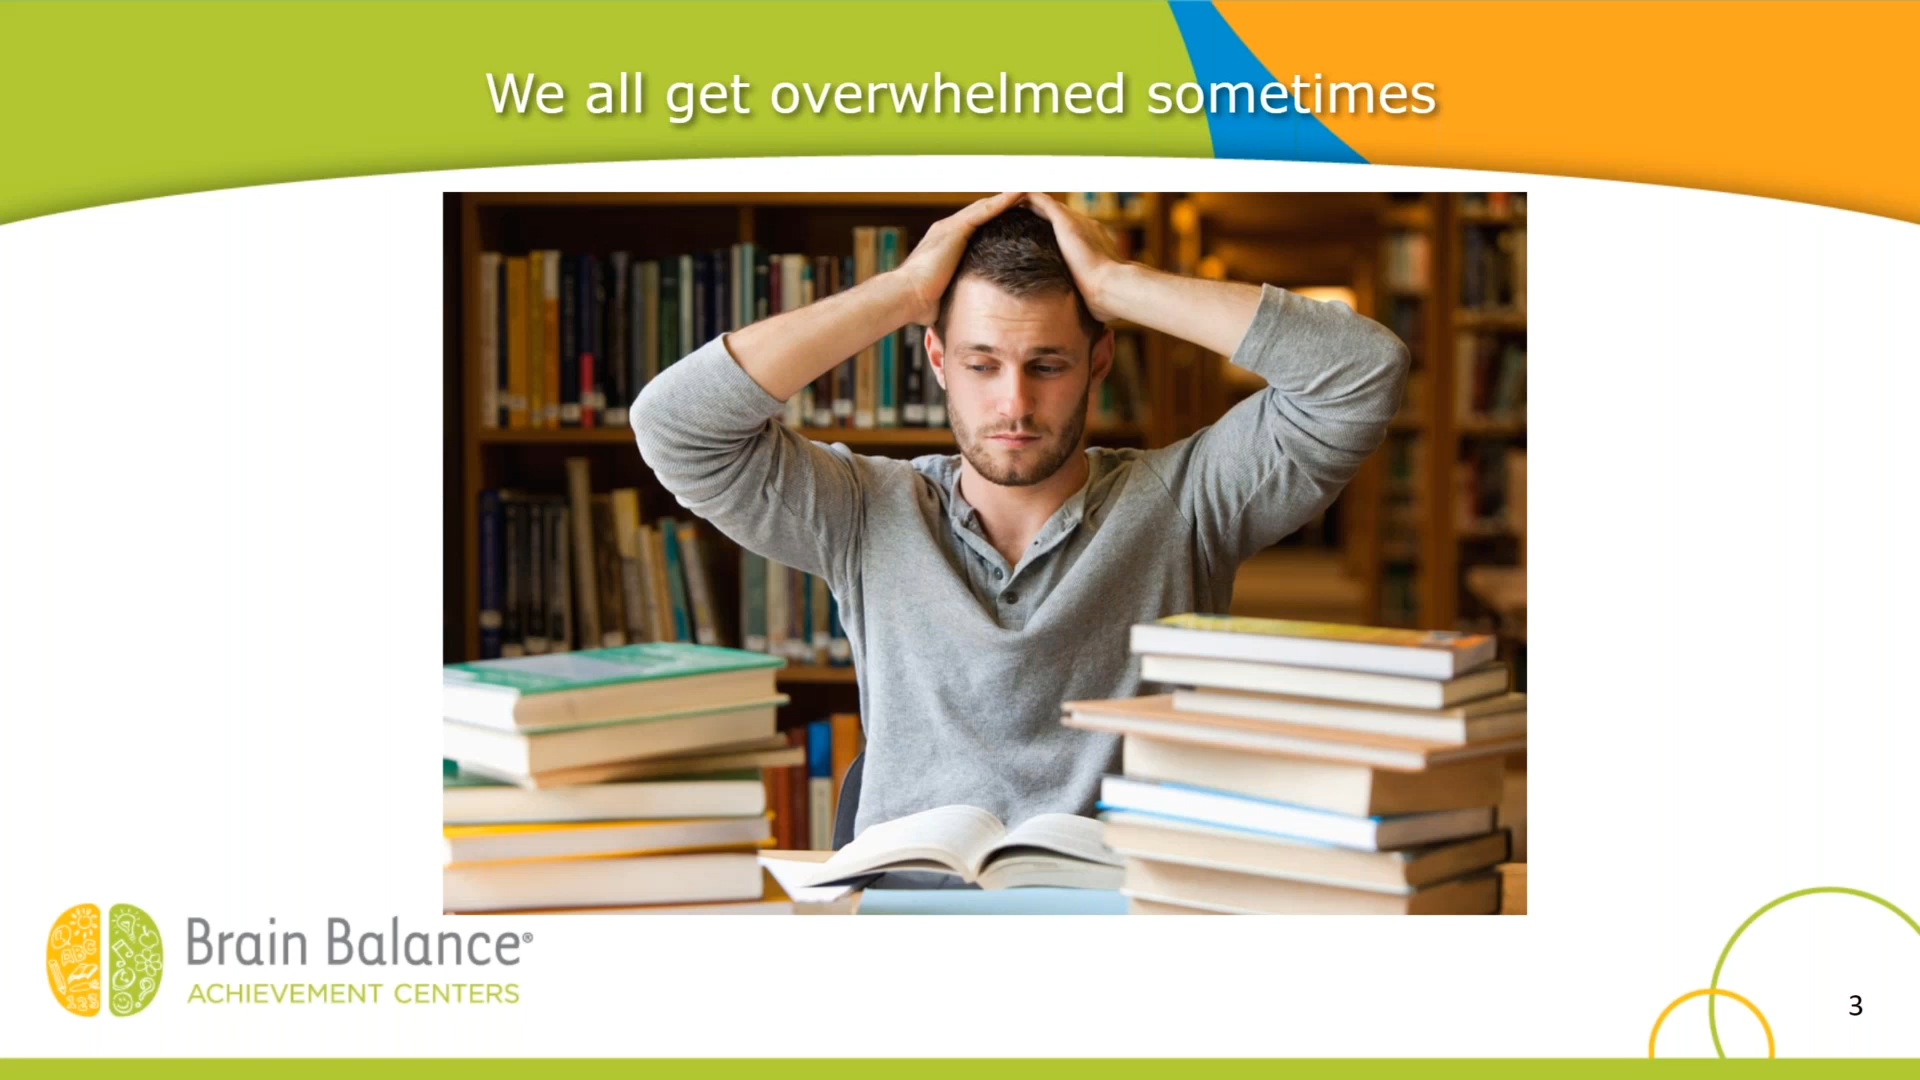 We all get overwhelmed sometimes
Brain Balance®
ACHIEVEMENT CENTERS
3